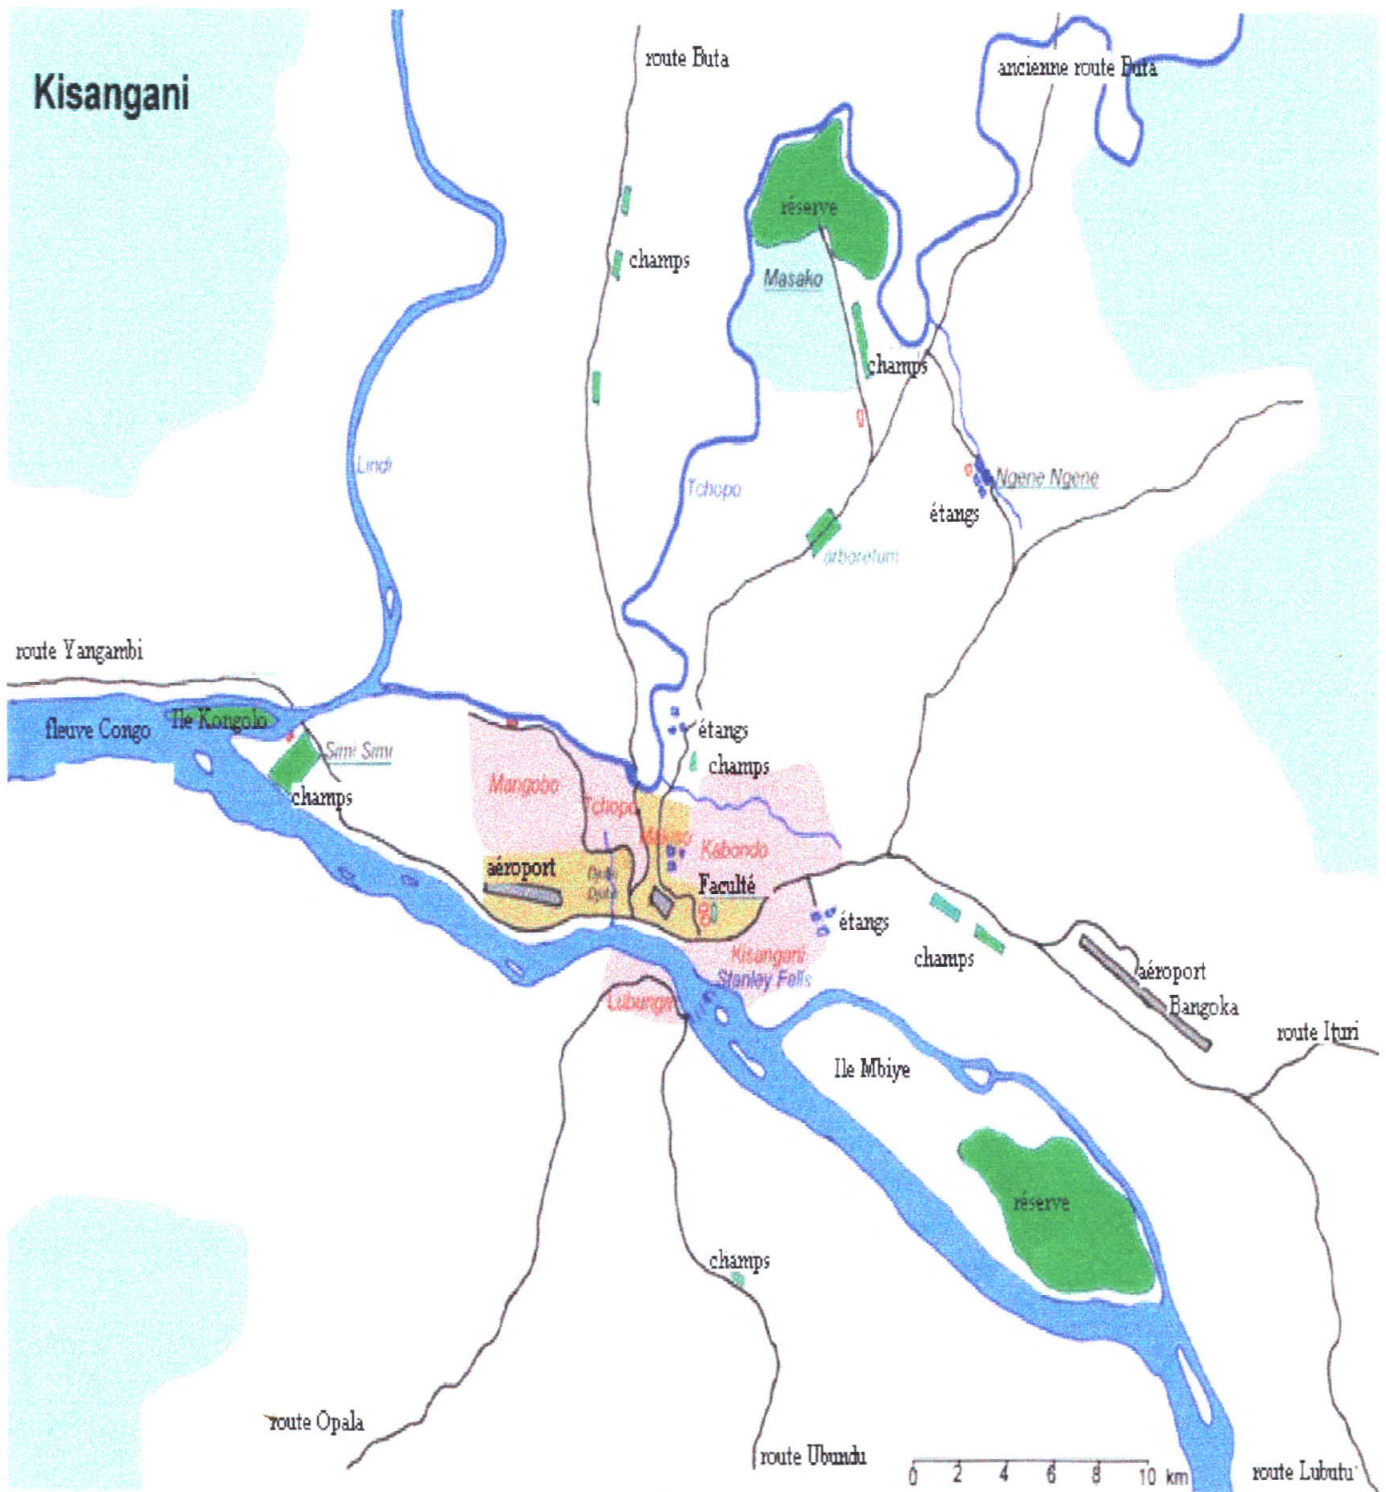 Kisangani
route Buta
ancienne route Buta
réserve
champs
Masako
champs
Lindi
Tchopo
Ngene Ngene
étangs
arboretum
route Yangambi
Ile Kongolo
fleuve Congo
étangs
Simi Simi
champs
Mangobo
champs
Tchopo
Makiso
Kabondo
aéroport
Djubu
Djubu
Faculté
étangs
Kisangani
champs
Stanley Falls
aéroport
Bangoka
Lubunga
route Ituri
Ile Mbiye
réserve
champs
route Opala
route Ubundu
0 2 4 6 8 10 km
route Lubutu